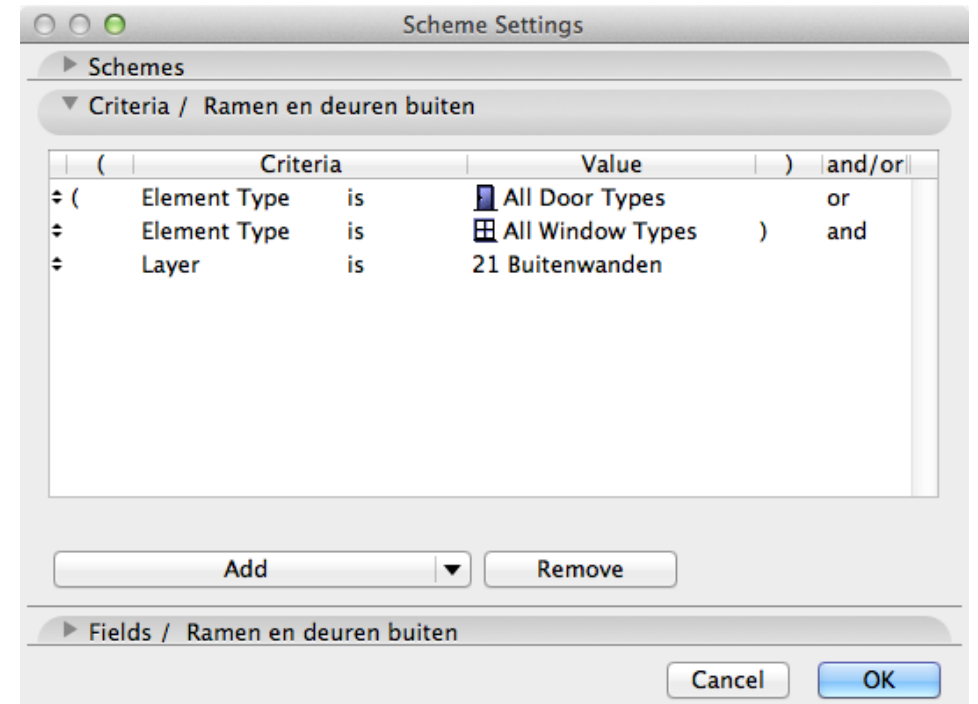 Scheme Settings
Schemes
Criteria / Ramen en deuren buiten
( Criteria Value ) and/or
( Element Type is All Door Types or
Element Type is All Window Types ) and
Layer is 21 Buitenwanden
Add Remove
Fields / Ramen en deuren buiten
Cancel OK